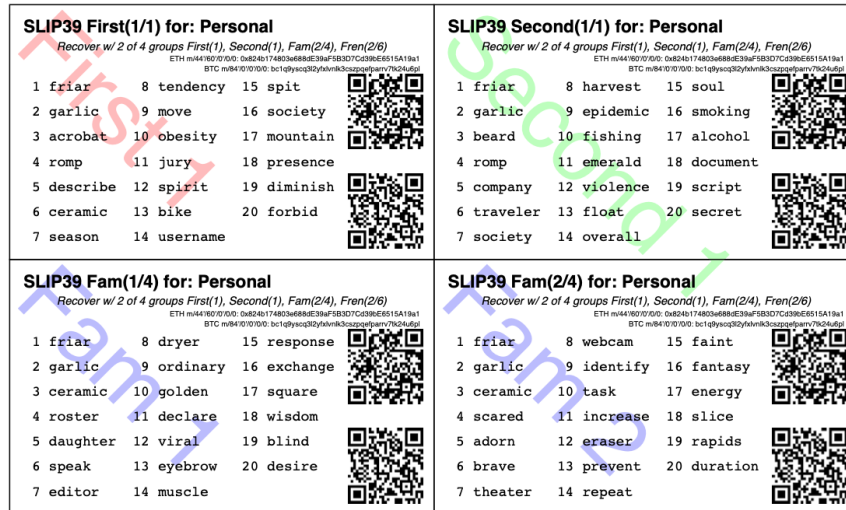 SLIP39 First(1/1) for: Personal
Recover w/ 2 of 4 groups First(1), Second(1), Fam(2/4), Fren(2/6)
ETH m/44'/60'/0'/0/0: 0x824b174803e688dE39aF5B3D7Cd39bE6515A19a1
BTC m/84'/0'/0'/0/0: bc1q9yscq3l2yfxlvnlk3cszpqefparrv7tk24u6pl
1 friar 8 tendency 15 spit
2 garlic 9 move 16 society
3 acrobat 10 obesity 17 mountain
4 romp 11 jury 18 presence
5 describe 12 spirit 19 diminish
6 ceramic 13 bike 20 forbid
7 season 14 username
First 1
SLIP39 Second(1/1) for: Personal
Recover w/ 2 of 4 groups First(1), Second(1), Fam(2/4), Fren(2/6)
ETH m/44'/60'/0'/0/0: 0x824b174803e688dE39aF5B3D7Cd39bE6515A19a1
BTC m/84'/0'/0'/0/0: bc1q9yscq3l2yfxlvnlk3cszpqefparrv7tk24u6pl
1 friar 8 harvest 15 soul
2 garlic 9 epidemic 16 smoking
3 beard 10 fishing 17 alcohol
4 romp 11 emerald 18 document
5 company 12 violence 19 script
6 traveler 13 float 20 secret
7 society 14 overall
Second 1
SLIP39 Fam(1/4) for: Personal
Recover w/ 2 of 4 groups First(1), Second(1), Fam(2/4), Fren(2/6)
ETH m/44'/60'/0'/0/0: 0x824b174803e688dE39aF5B3D7Cd39bE6515A19a1
BTC m/84'/0'/0'/0/0: bc1q9yscq3l2yfxlvnlk3cszpqefparrv7tk24u6pl
1 friar 8 dryer 15 response
2 garlic 9 ordinary 16 exchange
3 ceramic 10 golden 17 square
4 roster 11 declare 18 wisdom
5 daughter 12 viral 19 blind
6 speak 13 eyebrow 20 desire
7 editor 14 muscle
Fam 1
SLIP39 Fam(2/4) for: Personal
Recover w/ 2 of 4 groups First(1), Second(1), Fam(2/4), Fren(2/6)
ETH m/44'/60'/0'/0/0: 0x824b174803e688dE39aF5B3D7Cd39bE6515A19a1
BTC m/84'/0'/0'/0/0: bc1q9yscq3l2yfxlvnlk3cszpqefparrv7tk24u6pl
1 friar 8 webcam 15 faint
2 garlic 9 identify 16 fantasy
3 ceramic 10 task 17 energy
4 scared 11 increase 18 slice
5 adorn 12 eraser 19 rapids
6 brave 13 prevent 20 duration
7 theater 14 repeat
Fam 2